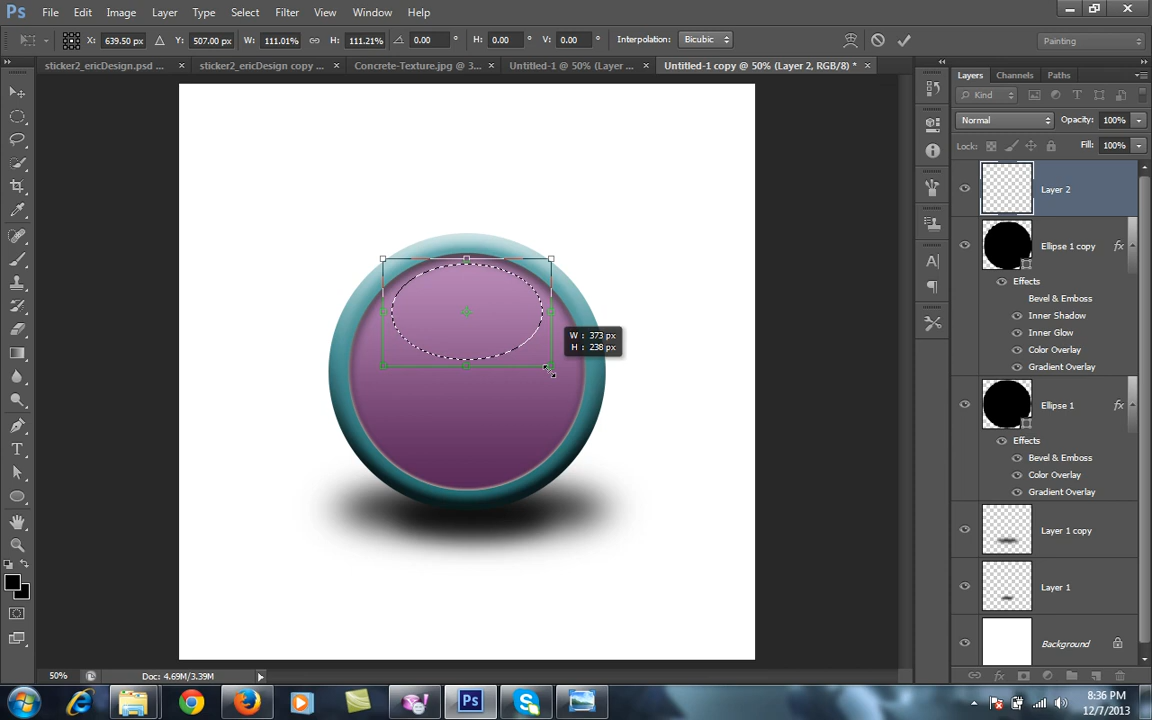 Ps File Edit Image Layer Type Select Filter View Window Help
X: 639.50 px Y: 507.00 px W: 111.01% H: 111.21% 0.00 ° H: 0.00 ° V: 0.00 ° Interpolation: Bicubic Painting
sticker2_ericDesign.psd ... × sticker2_ericDesign copy ... × Concrete-Texture.jpg @ 3... × Untitled-1 @ 50% (Layer ... × Untitled-1 copy @ 50% (Layer 2, RGB/8) * ×
Layers Channels Paths
Kind
Normal Opacity: 100%
Lock: Fill: 100%
Layer 2
Ellipse 1 copy fx
Effects
Bevel & Emboss
Inner Shadow
Inner Glow
Color Overlay
Gradient Overlay
Ellipse 1 fx
Effects
Bevel & Emboss
Color Overlay
Gradient Overlay
Layer 1 copy
Layer 1
Background
W : 373 px
H : 238 px
50% Doc: 4.69M/3.39M
8:36 PM
12/7/2013